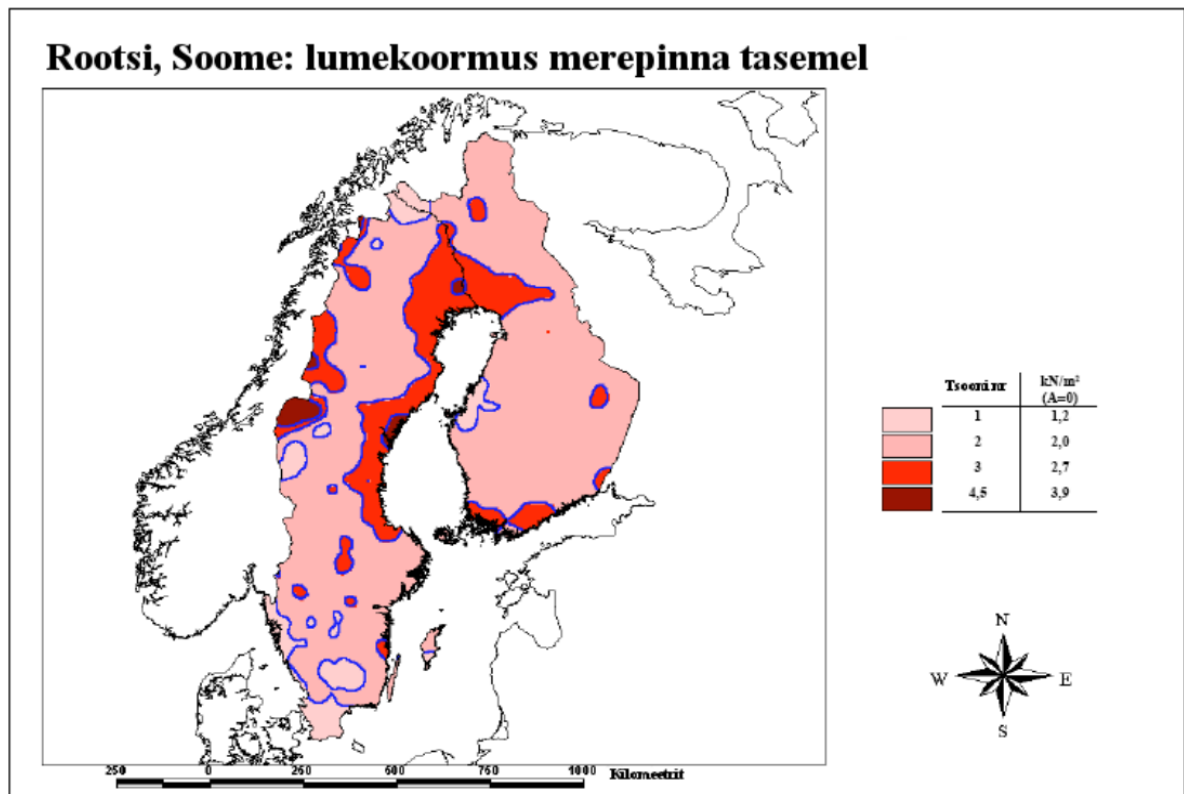 Rootsi, Soome: lumekoormus merepinna tasemel
Tsooni nr kN/m² (A=0)
1 1,2
2 2,0
3 2,7
4,5 3,9
N
W E
S
250 0 250 500 750 1000 Kilomeetrit